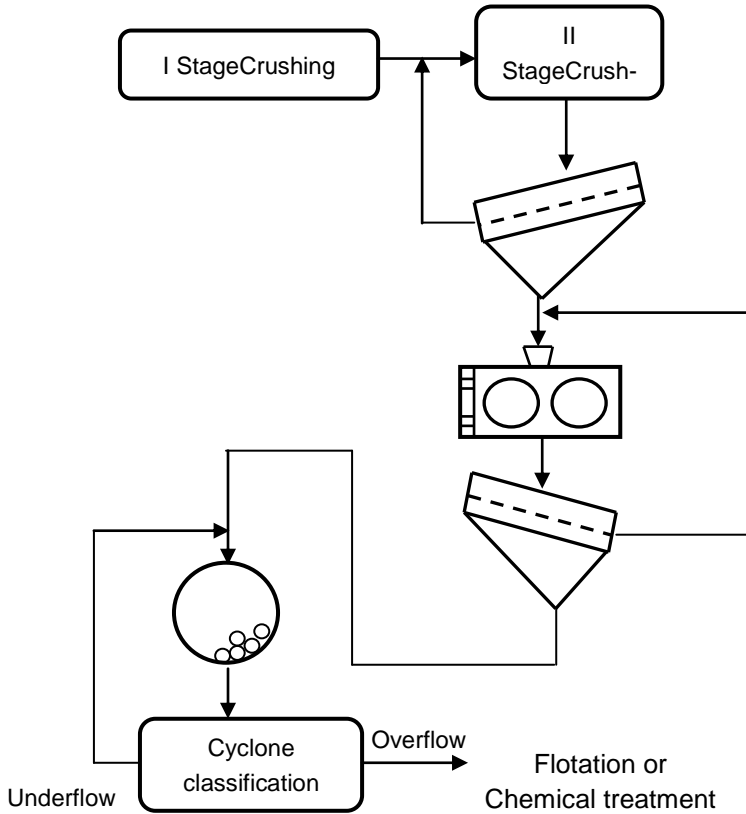 I StageCrushing
II
StageCrush-
Cyclone
classification
Overflow
Underflow
Flotation or
Chemical treatment